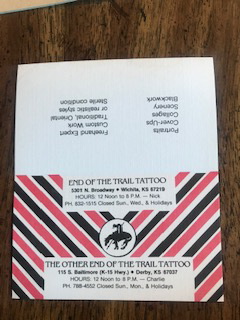 Portraits
Cover-Ups
Collages
Scenery
Blackwork
Freehand Expert
Custom Work
Traditional, Oriental
or realistic styles
Sterile condition
END OF THE TRAIL TATTOO
5301 N. Broadway • Wichita, KS 67219
HOURS: 12 Noon to 8 P.M. — Nick
PH. 832-1515 Closed Sun., Wed., & Holidays
THE OTHER END OF THE TRAIL TATTOO
115 S. Baltimore (K-15 Hwy.) • Derby, KS 67037
HOURS: 12 Noon to 8 P.M. — Charlie
PH. 788-4552 Closed Sun., Mon., & Holidays